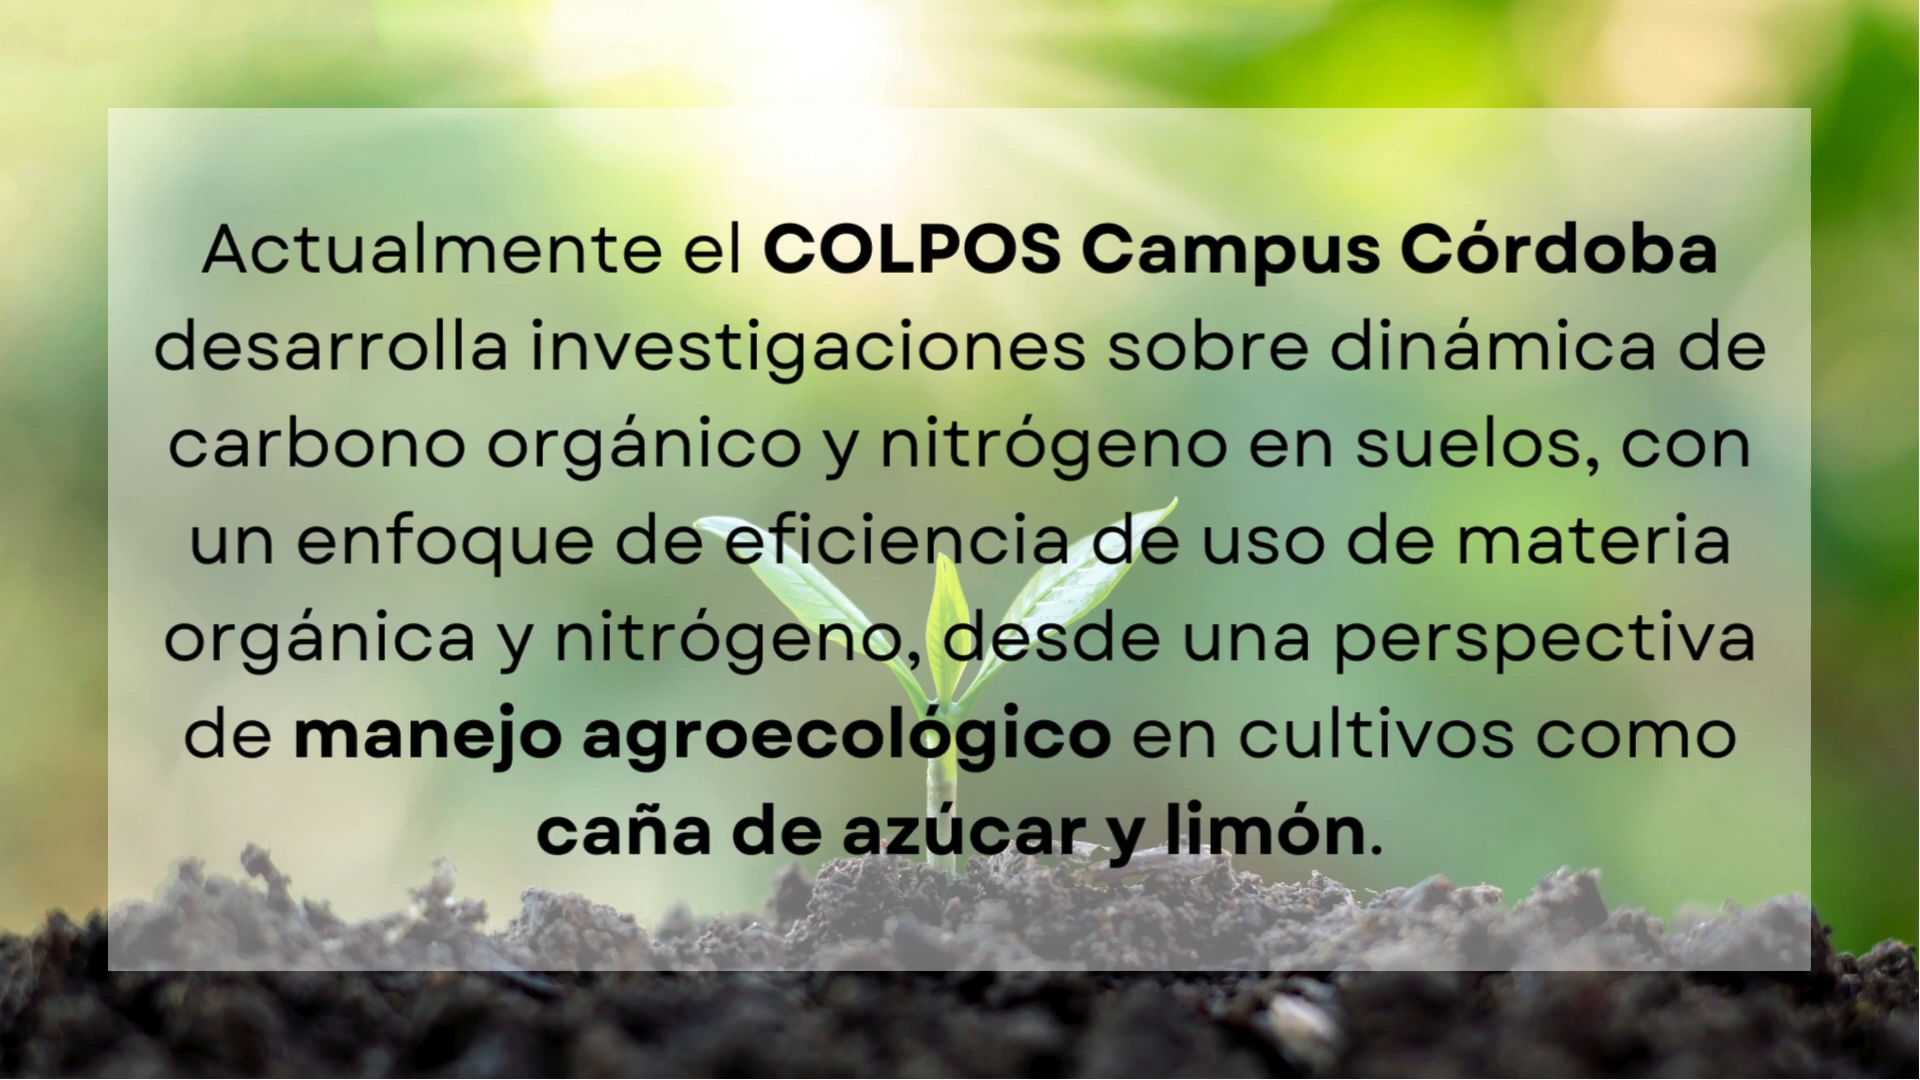 Actualmente el COLPOS Campus Córdoba
desarrolla investigaciones sobre dinámica de
carbono orgánico y nitrógeno en suelos, con
un enfoque de eficiencia de uso de materia
orgánica y nitrógeno, desde una perspectiva
de manejo agroecológico en cultivos como
caña de azúcar y limón.